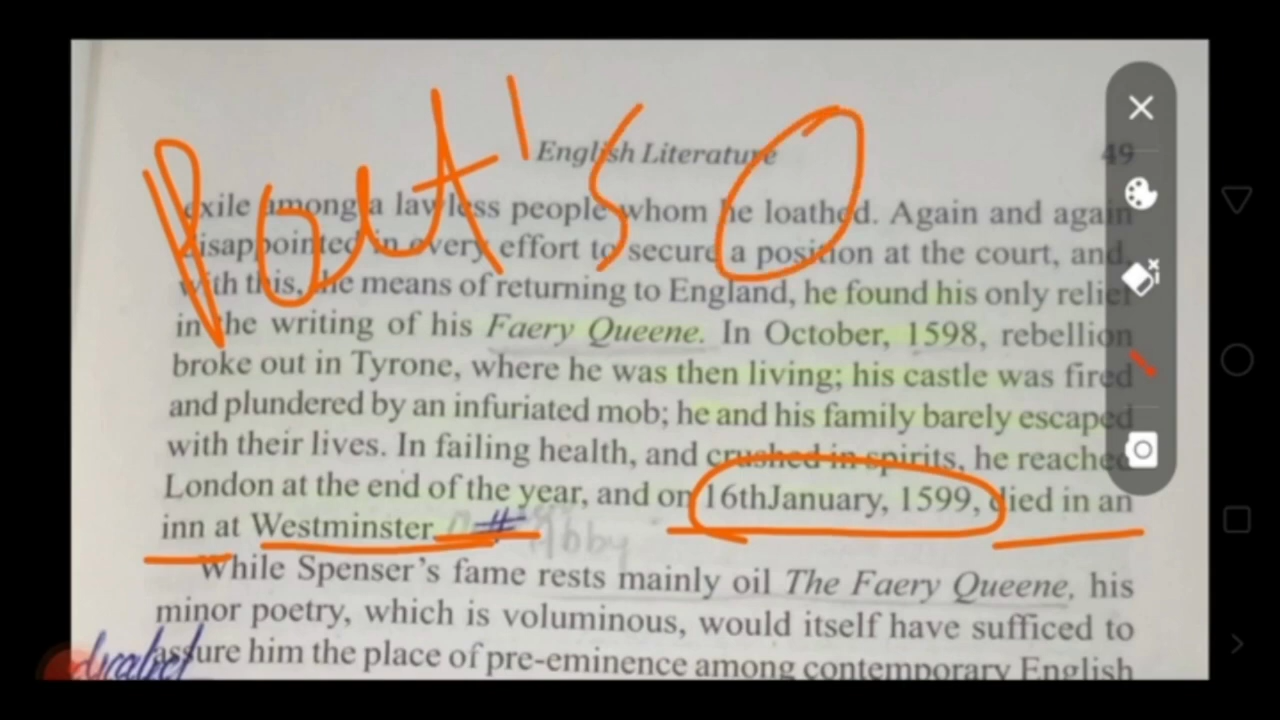 Poet's
English Literature 49
exile among a lawless people whom he loathed. Again and again
disappointed in every effort to secure a position at the court, and,
with this, the means of returning to England, he found his only relief
in the writing of his Faery Queene. In October, 1598, rebellion
broke out in Tyrone, where he was then living; his castle was fired
and plundered by an infuriated mob; he and his family barely escaped
with their lives. In failing health, and crushed in spirits, he reached
London at the end of the year, and on 16thJanuary, 1599, died in an
inn at Westminster #
Abby
While Spenser's fame rests mainly oil The Faery Queene, his
minor poetry, which is voluminous, would itself have sufficed to
assure him the place of pre-eminence among contemporary English